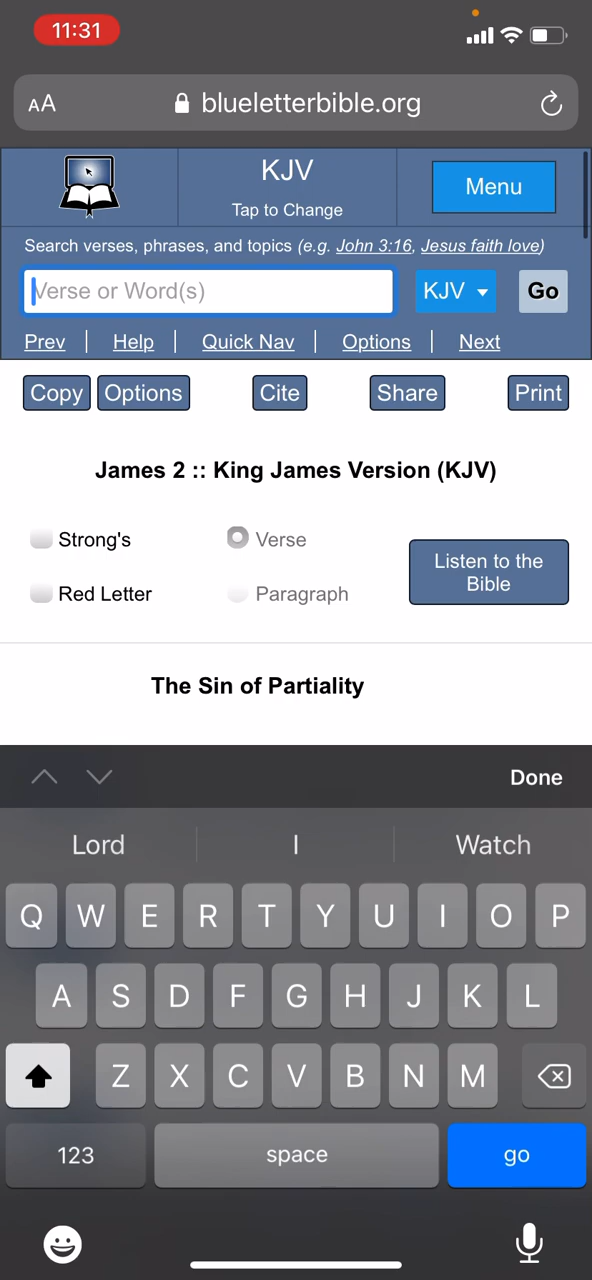 11:31
AA blueletterbible.org
KJV
Tap to Change
Menu
Search verses, phrases, and topics (e.g. John 3:16, Jesus faith love)
Verse or Word(s) KJV Go
Prev | Help | Quick Nav | Options | Next
Copy Options Cite Share Print
James 2 :: King James Version (KJV)
Strong's Verse
Listen to the
Bible
Red Letter Paragraph
The Sin of Partiality
Done
Lord I Watch
Q W E R T Y U I O P
A S D F G H J K L
Z X C V B N M
123 space go